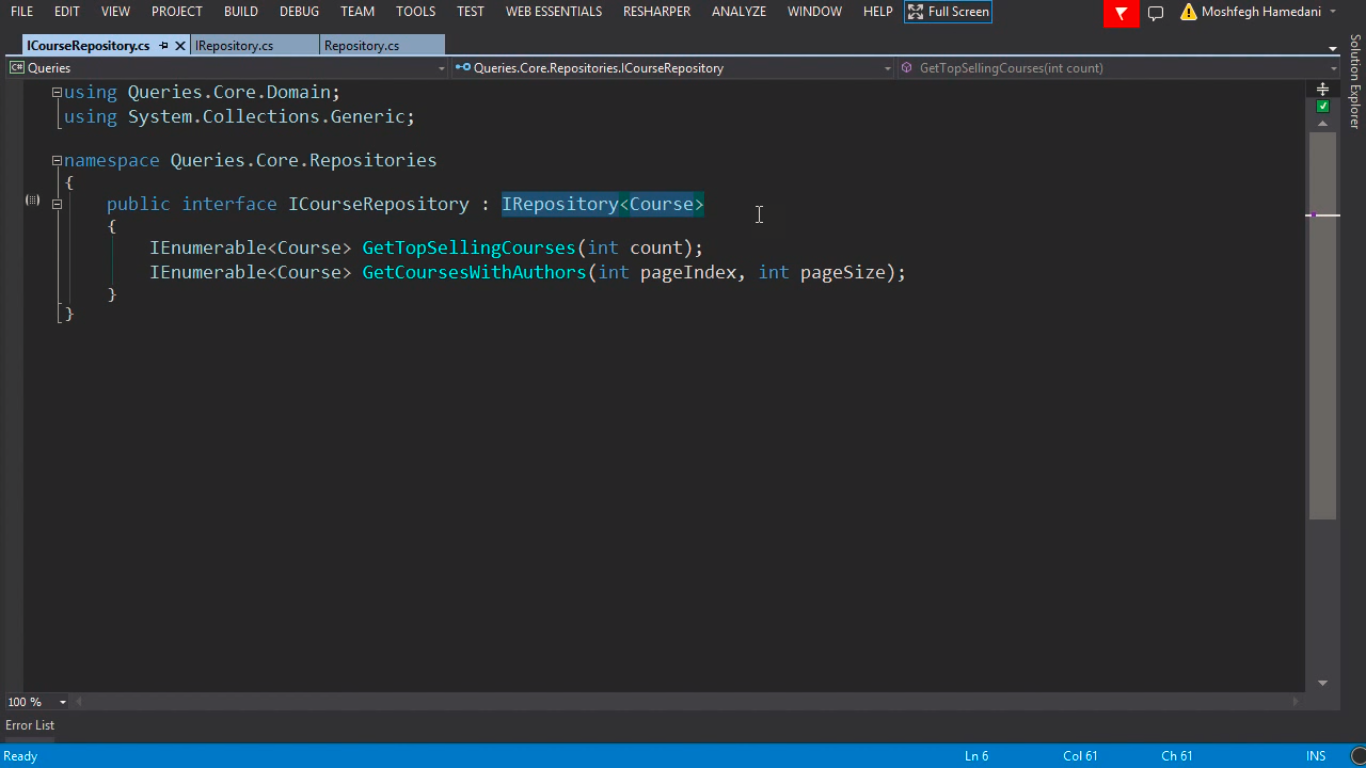 FILE EDIT VIEW PROJECT BUILD DEBUG TEAM TOOLS TEST WEB ESSENTIALS RESHARPER ANALYZE WINDOW HELP Full Screen Moshfegh Hamedani
ICourseRepository.cs IRepository.cs Repository.cs
C# Queries Queries.Core.Repositories.ICourseRepository GetTopSellingCourses(int count)
Solution Explorer
using Queries.Core.Domain;
using System.Collections.Generic;
namespace Queries.Core.Repositories
{
public interface ICourseRepository : IRepository<Course>
{
IEnumerable<Course> GetTopSellingCourses(int count);
IEnumerable<Course> GetCoursesWithAuthors(int pageIndex, int pageSize);
}
}
100 %
Error List
Ready Ln 6 Col 61 Ch 61 INS